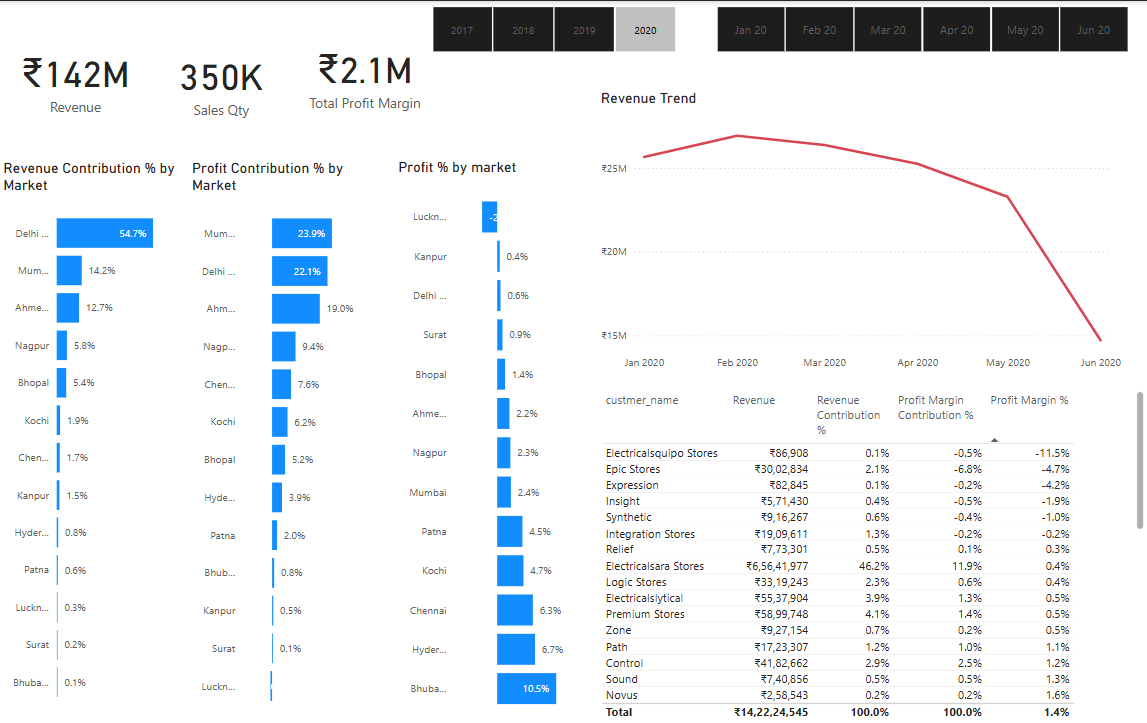 2017 2018 2019 2020 Jan 20 Feb 20 Mar 20 Apr 20 May 20 Jun 20
₹142M
Revenue
350K
Sales Qty
₹2.1M
Total Profit Margin
Revenue Contribution % by
Market
Delhi ... 54.7%
Mum... 14.2%
Ahme... 12.7%
Nagpur 5.8%
Bhopal 5.4%
Kochi 1.9%
Chen... 1.7%
Kanpur 1.5%
Hyder... 0.8%
Patna 0.6%
Luckn... 0.3%
Surat 0.2%
Bhuba... 0.1%
Profit Contribution % by
Market
Mum... 23.9%
Delhi ... 22.1%
Ahm... 19.0%
Nagp... 9.4%
Chen... 7.6%
Kochi 6.2%
Bhopal 5.2%
Hyde... 3.9%
Patna 2.0%
Bhub... 0.8%
Kanpur 0.5%
Surat 0.1%
Luckn...
Profit % by market
Luckn...
Kanpur 0.4%
Delhi ... 0.6%
Surat 0.9%
Bhopal 1.4%
Ahme... 2.2%
Nagpur 2.3%
Mumbai 2.4%
Patna 4.5%
Kochi 4.7%
Chennai 6.3%
Hyder... 6.7%
Bhuba... 10.5%
Revenue Trend
₹25M
₹20M
₹15M
Jan 2020 Feb 2020 Mar 2020 Apr 2020 May 2020 Jun 2020
custmer_name Revenue Revenue Contribution % Profit Margin Contribution % Profit Margin %
Electricalsquipo Stores ₹86,908 0.1% -0.5% -11.5%
Epic Stores ₹30,02,834 2.1% -6.8% -4.7%
Expression ₹82,845 0.1% -0.2% -4.2%
Insight ₹5,71,430 0.4% -0.5% -1.9%
Synthetic ₹9,16,267 0.6% -0.4% -1.0%
Integration Stores ₹19,09,611 1.3% -0.2% -0.2%
Relief ₹7,73,301 0.5% 0.1% 0.3%
Electricalsara Stores ₹6,56,41,977 46.2% 11.9% 0.4%
Logic Stores ₹33,19,243 2.3% 0.6% 0.4%
Electricalslytical ₹55,37,904 3.9% 1.3% 0.5%
Premium Stores ₹58,99,748 4.1% 1.4% 0.5%
Zone ₹9,27,154 0.7% 0.2% 0.5%
Path ₹17,23,307 1.2% 1.0% 1.1%
Control ₹41,82,662 2.9% 2.5% 1.2%
Sound ₹7,40,856 0.5% 0.5% 1.3%
Novus ₹2,58,543 0.2% 0.2% 1.6%
Total ₹14,22,24,545 100.0% 100.0% 1.4%